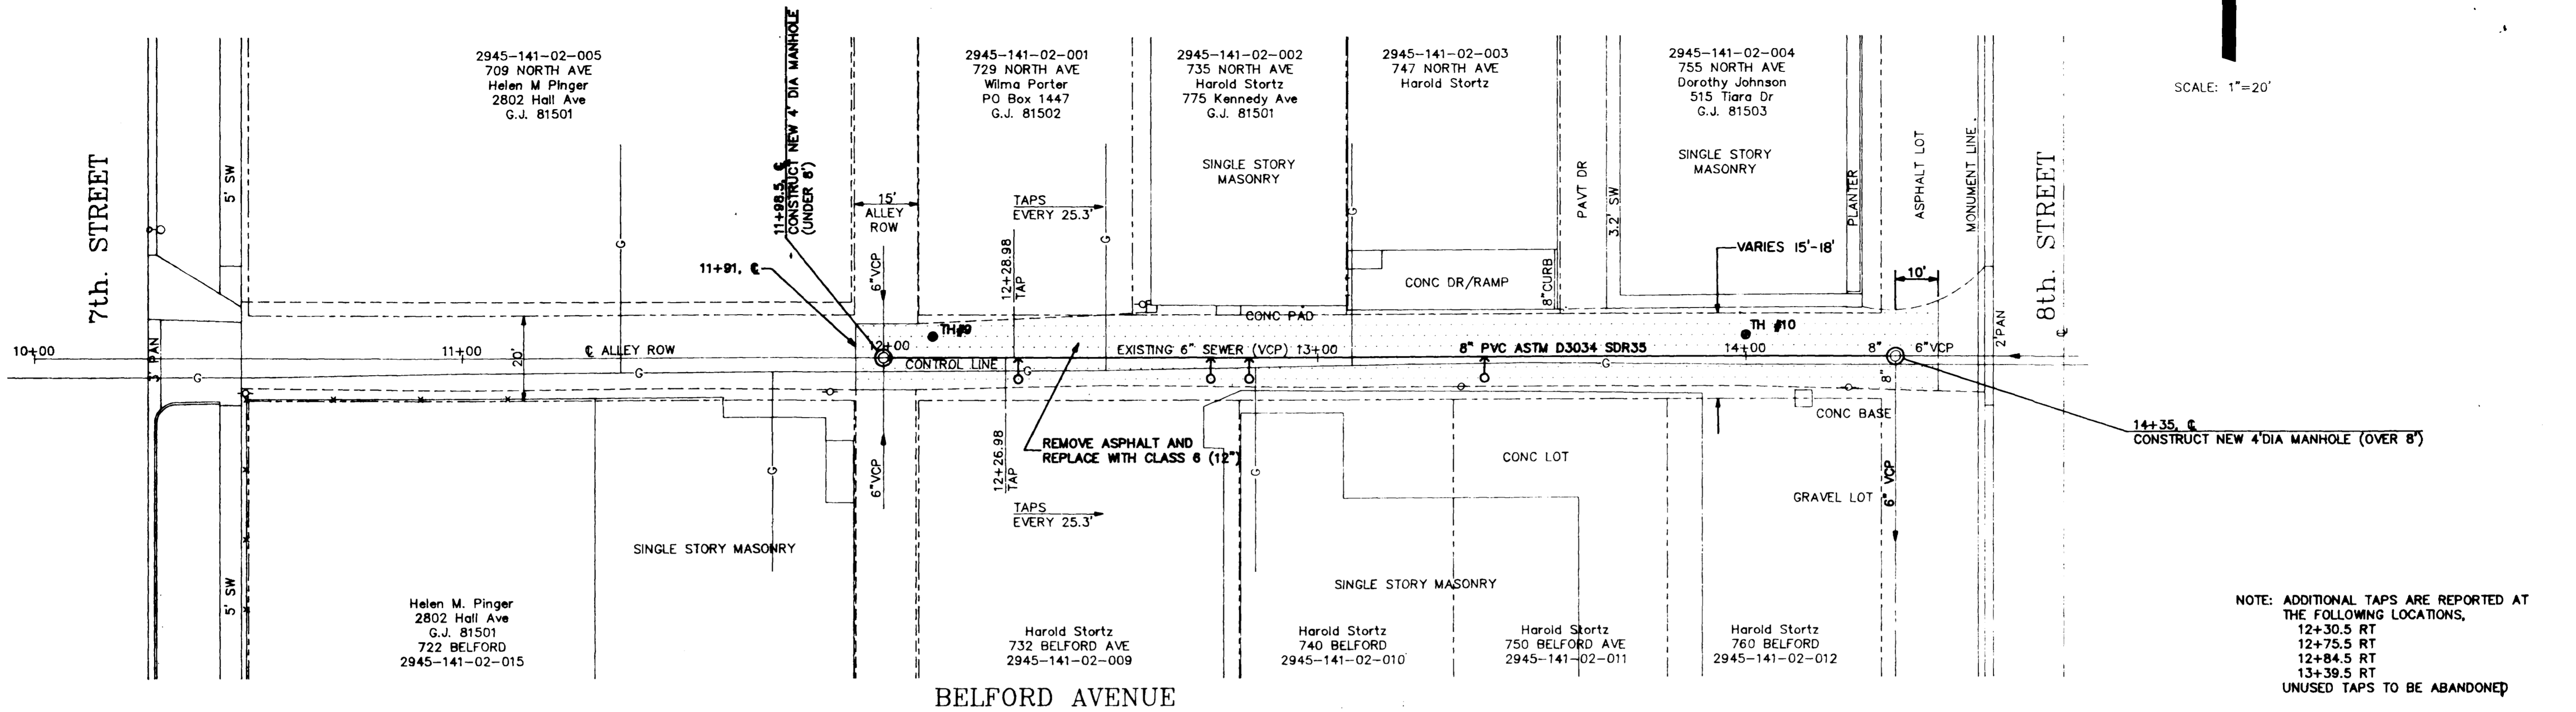 2945-141-02-005
709 NORTH AVE
Helen M Pinger
2802 Hall Ave
G.J. 81501
11+98.5, ℄
CONSTRUCT NEW 4' DIA MANHOLE
(UNDER 8')
2945-141-02-001
729 NORTH AVE
Wilma Porter
PO Box 1447
G.J. 81502
2945-141-02-002
735 NORTH AVE
Harold Stortz
775 Kennedy Ave
G.J. 81501
2945-141-02-003
747 NORTH AVE
Harold Stortz
2945-141-02-004
755 NORTH AVE
Dorothy Johnson
515 Tiara Dr
G.J. 81503
SCALE: 1"=20'
7th. STREET
5' SW
15'
ALLEY
ROW
TAPS
EVERY 25.3'
SINGLE STORY
MASONRY
PAVT DR
3.2' SW
SINGLE STORY
MASONRY
PLANTER
ASPHALT LOT
MONUMENT LINE
8th. STREET
G
G
G
11+91, ℄
6"VCP
12+28.98
TAP
CONC DR/RAMP
8"CURB
VARIES 15'-18'
10'
CONC PAD
TH #9
TH #10
3' PAN
2' PAN
℄
10+00
11+00
20'
℄ ALLEY ROW
12+00
CONTROL LINE
EXISTING 6" SEWER (VCP) 13+00
8" PVC ASTM D3034 SDR35
14+00
8"
6"VCP
8"
G
G
G
G
CONC BASE
14+35, ℄
CONSTRUCT NEW 4'DIA MANHOLE (OVER 8')
REMOVE ASPHALT AND
REPLACE WITH CLASS 6 (12")
G
6"VCP
12+26.98
TAP
G
CONC LOT
GRAVEL LOT
6" VCP
TAPS
EVERY 25.3'
SINGLE STORY MASONRY
SINGLE STORY MASONRY
5' SW
Helen M. Pinger
2802 Hall Ave
G.J. 81501
722 BELFORD
2945-141-02-015
Harold Stortz
732 BELFORD AVE
2945-141-02-009
Harold Stortz
740 BELFORD
2945-141-02-010
Harold Stortz
750 BELFORD AVE
2945-141-02-011
Harold Stortz
760 BELFORD
2945-141-02-012
NOTE: ADDITIONAL TAPS ARE REPORTED AT
THE FOLLOWING LOCATIONS,
12+30.5 RT
12+75.5 RT
12+84.5 RT
13+39.5 RT
UNUSED TAPS TO BE ABANDONED
BELFORD AVENUE